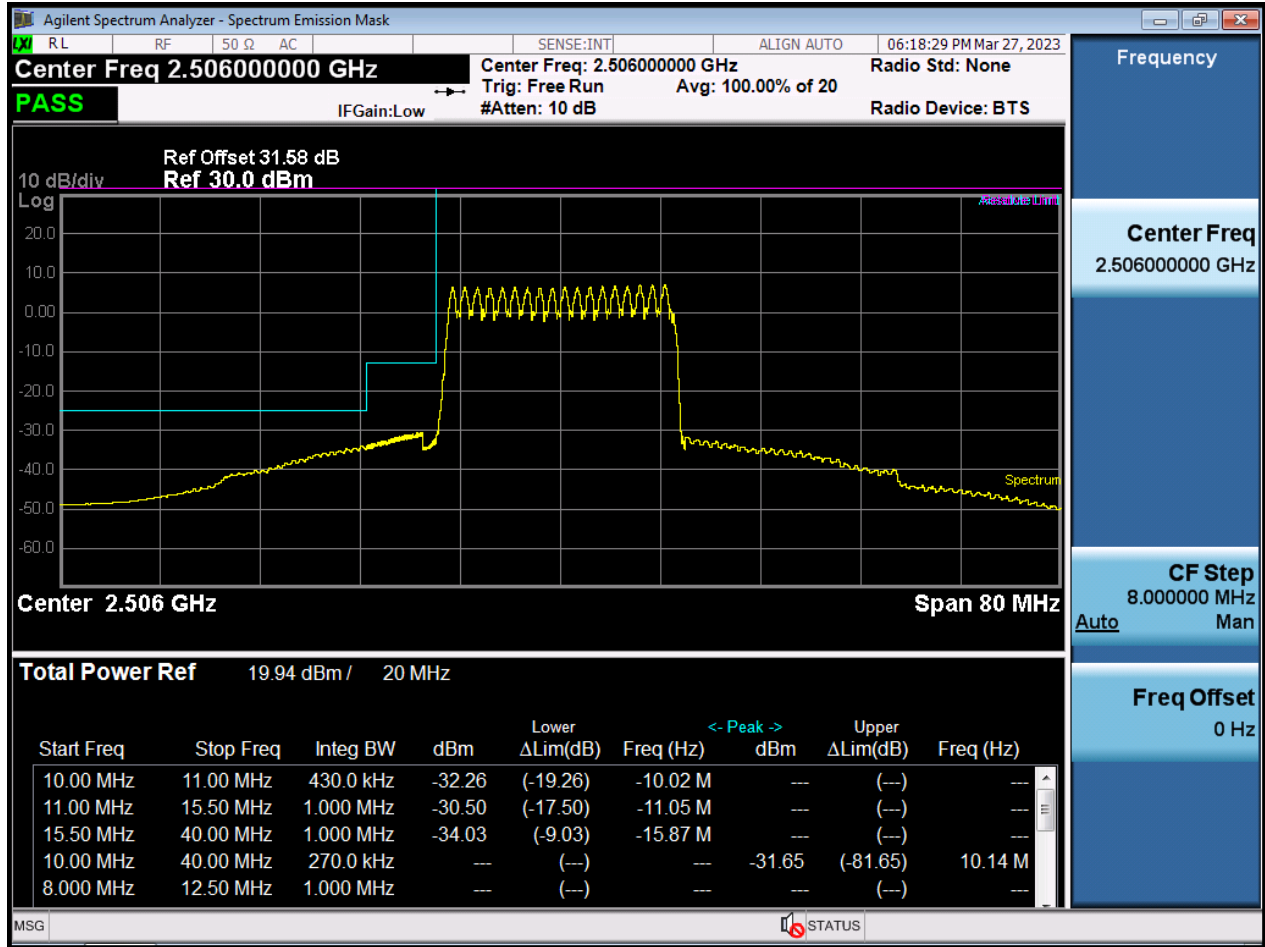 Agilent Spectrum Analyzer - Spectrum Emission Mask
LXI RL RF 50 Ω AC SENSE:INT ALIGN AUTO 06:18:29 PM Mar 27, 2023
Center Freq 2.506000000 GHz
Center Freq: 2.506000000 GHz
Radio Std: None
Trig: Free Run
Avg: 100.00% of 20
PASS
IFGain:Low
#Atten: 10 dB
Radio Device: BTS
Ref Offset 31.58 dB
10 dB/div Ref 30.0 dBm
Log
20.0
10.0
0.00
-10.0
-20.0
-30.0
-40.0
-50.0
-60.0
Spectrum
Center 2.506 GHz
Span 80 MHz
Total Power Ref 19.94 dBm / 20 MHz
Lower <- Peak -> Upper
Start Freq Stop Freq Integ BW dBm ΔLim(dB) Freq (Hz) dBm ΔLim(dB) Freq (Hz)
10.00 MHz 11.00 MHz 430.0 kHz -32.26 (-19.26) -10.02 M --- (---) ---
11.00 MHz 15.50 MHz 1.000 MHz -30.50 (-17.50) -11.05 M --- (---) ---
15.50 MHz 40.00 MHz 1.000 MHz -34.03 (-9.03) -15.87 M --- (---) ---
10.00 MHz 40.00 MHz 270.0 kHz --- (---) --- -31.65 (-81.65) 10.14 M
8.000 MHz 12.50 MHz 1.000 MHz --- (---) --- --- (---) ---
MSG
STATUS
Frequency
Center Freq
2.506000000 GHz
CF Step
8.000000 MHz
Auto Man
Freq Offset
0 Hz